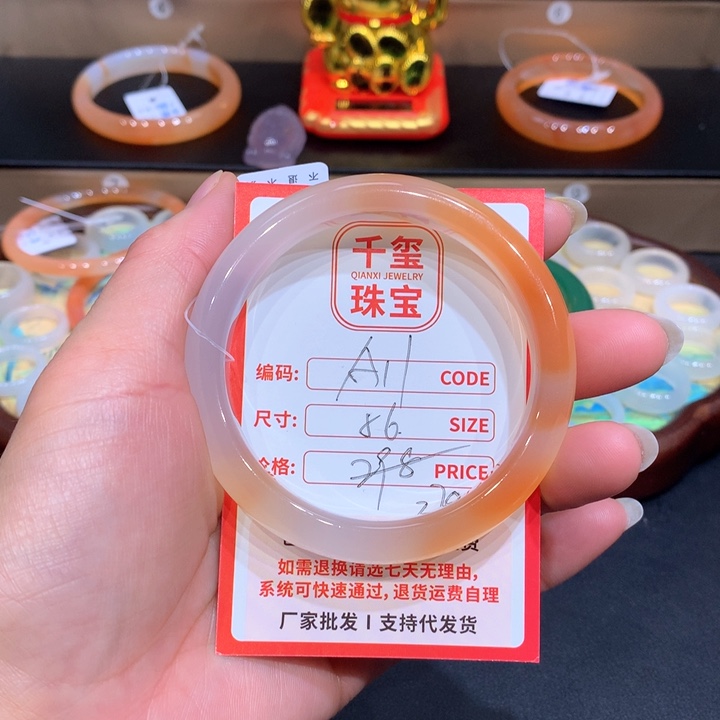 千玺
QIANXI JEWELRY
珠宝
编码: A11 CODE
尺寸: 56 SIZE
价格: 298 PRICE:
如需退换请选七天无理由,
系统可快速通过, 退货运费自理
厂家批发 I 支持代发货